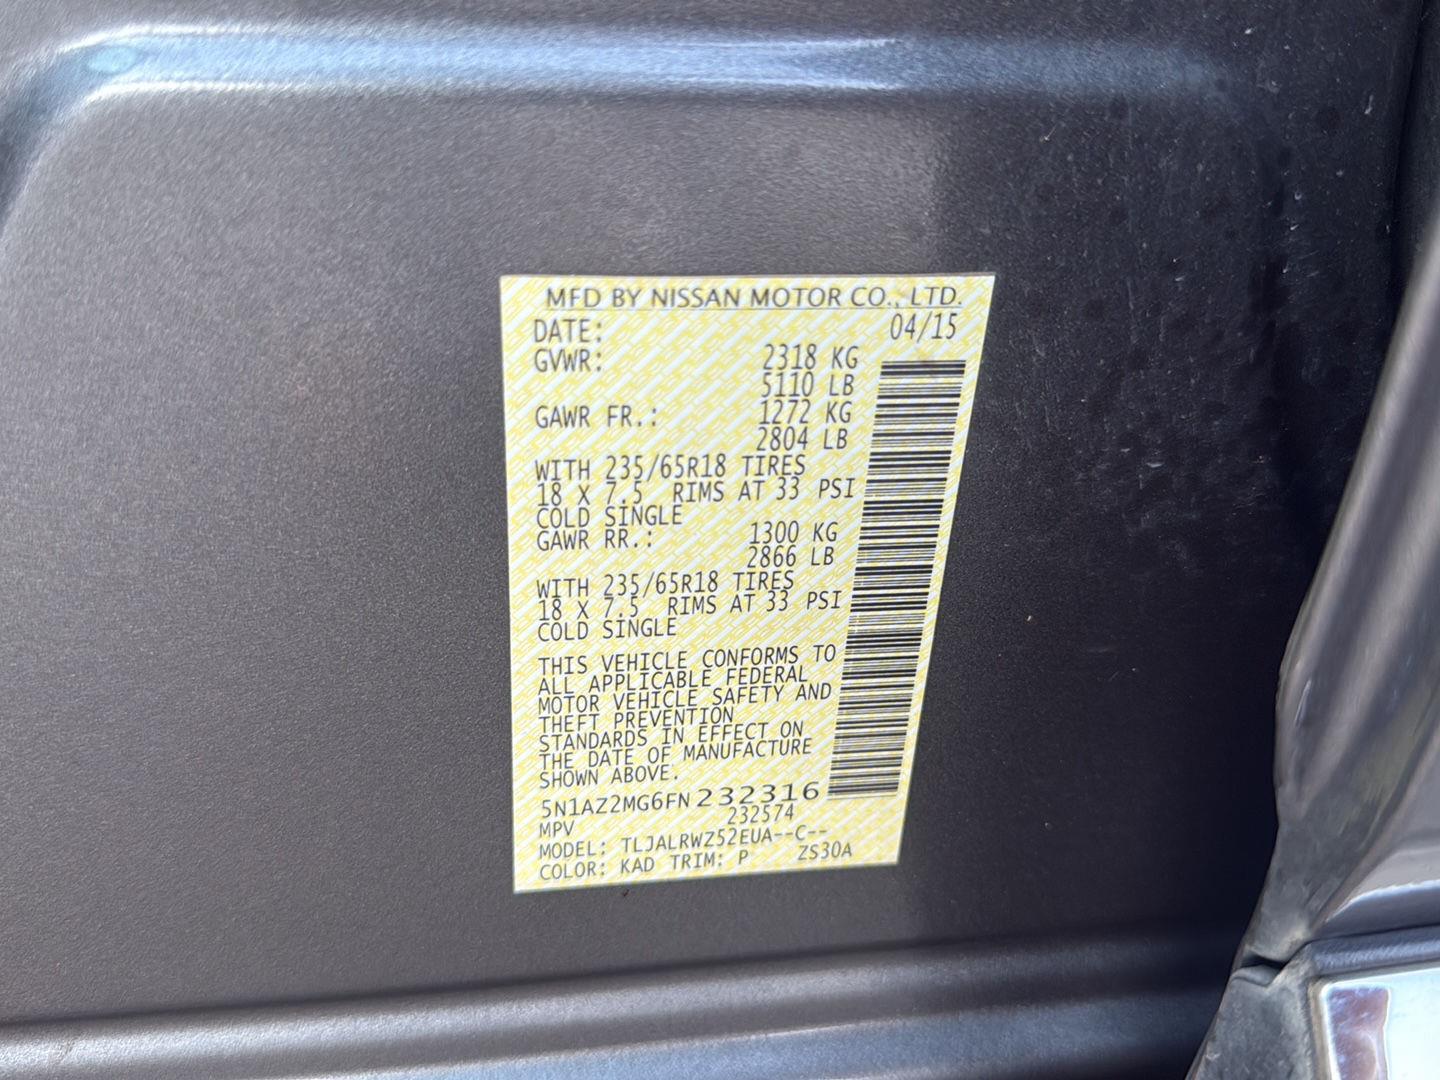 MFD BY NISSAN MOTOR CO., LTD.
DATE: 04/15
GVWR: 2318 KG
5110 LB
GAWR FR.: 1272 KG
2804 LB
WITH 235/65R18 TIRES
18 X 7.5 RIMS AT 33 PSI
COLD SINGLE
GAWR RR.: 1300 KG
2866 LB
WITH 235/65R18 TIRES
18 X 7.5 RIMS AT 33 PSI
COLD SINGLE
THIS VEHICLE CONFORMS TO
ALL APPLICABLE FEDERAL
MOTOR VEHICLE SAFETY AND
THEFT PREVENTION
STANDARDS IN EFFECT ON
THE DATE OF MANUFACTURE
SHOWN ABOVE.
5N1AZ2MG6FN232316
MPV 232574
MODEL: TLJALRWZ52EUA--C--
COLOR: KAD TRIM: P ZS30A